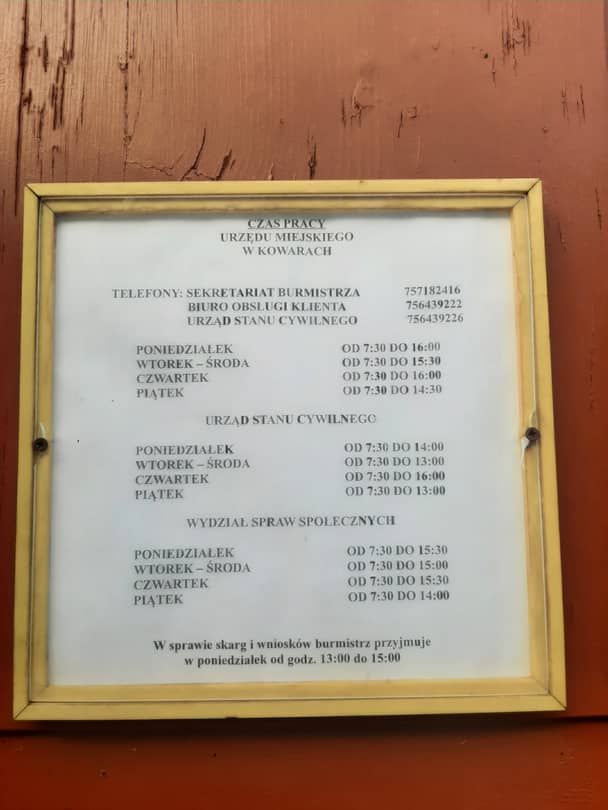 CZAS PRACY
URZĘDU MIEJSKIEGO
W KOWARACH
TELEFONY: SEKRETARIAT BURMISTRZA 757182416
BIURO OBSŁUGI KLIENTA 756439222
URZĄD STANU CYWILNEGO 756439226
PONIEDZIAŁEK OD 7:30 DO 16:00
WTOREK – ŚRODA OD 7:30 DO 15:30
CZWARTEK OD 7:30 DO 16:00
PIĄTEK OD 7:30 DO 14:30
URZĄD STANU CYWILNEGO
PONIEDZIAŁEK OD 7:30 DO 14:00
WTOREK – ŚRODA OD 7:30 DO 13:00
CZWARTEK OD 7:30 DO 16:00
PIĄTEK OD 7:30 DO 13:00
WYDZIAŁ SPRAW SPOŁECZNYCH
PONIEDZIAŁEK OD 7:30 DO 15:30
WTOREK – ŚRODA OD 7:30 DO 15:00
CZWARTEK OD 7:30 DO 15:30
PIĄTEK OD 7:30 DO 14:00
W sprawie skarg i wniosków burmistrz przyjmuje
w poniedziałek od godz. 13:00 do 15:00